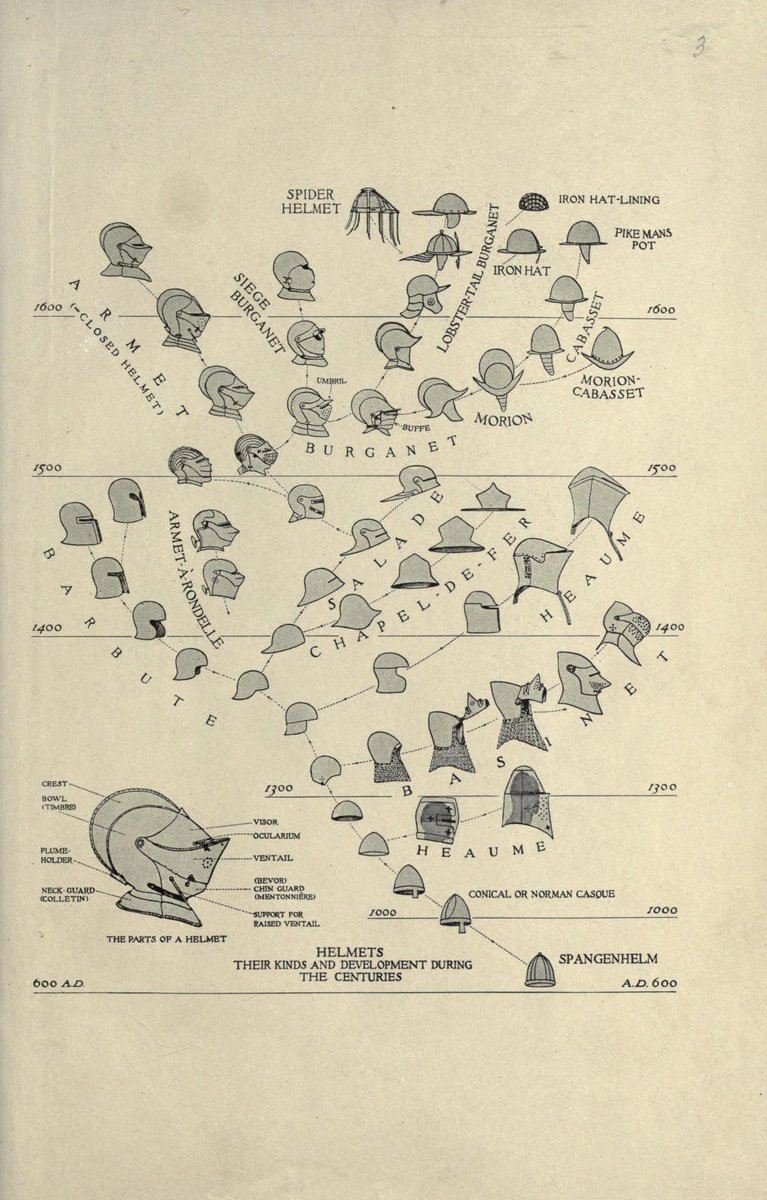 3
SPIDER
HELMET
IRON HAT-LINING
PIKEMANS
POT
IRON HAT
LOBSTER-TAIL BURGANET
SIEGE
BURGANET
ARMET
(=CLOSED HELMET)
1600
1600
CABASSET
MORION-
CABASSET
UMBRIL
BUFFE
MORION
BURGANET
1500
1500
BARBUTE
ARMET-À-RONDELLE
SALADE
CHAPEL-DE-FER
HEAUME
1400
1400
BASINET
1300
1300
HEAUME
CREST
BOWL
(TIMBRE)
PLUME-
HOLDER
NECK-GUARD
(COLLETIN)
VISOR
OCULARIUM
VENTAIL
(BEVOR)
CHIN GUARD
(MENTONNIÈRE)
SUPPORT FOR
RAISED VENTAIL
THE PARTS OF A HELMET
CONICAL OR NORMAN CASQUE
1000
1000
HELMETS
THEIR KINDS AND DEVELOPMENT DURING
THE CENTURIES
SPANGENHELM
600 A.D.
A.D. 600